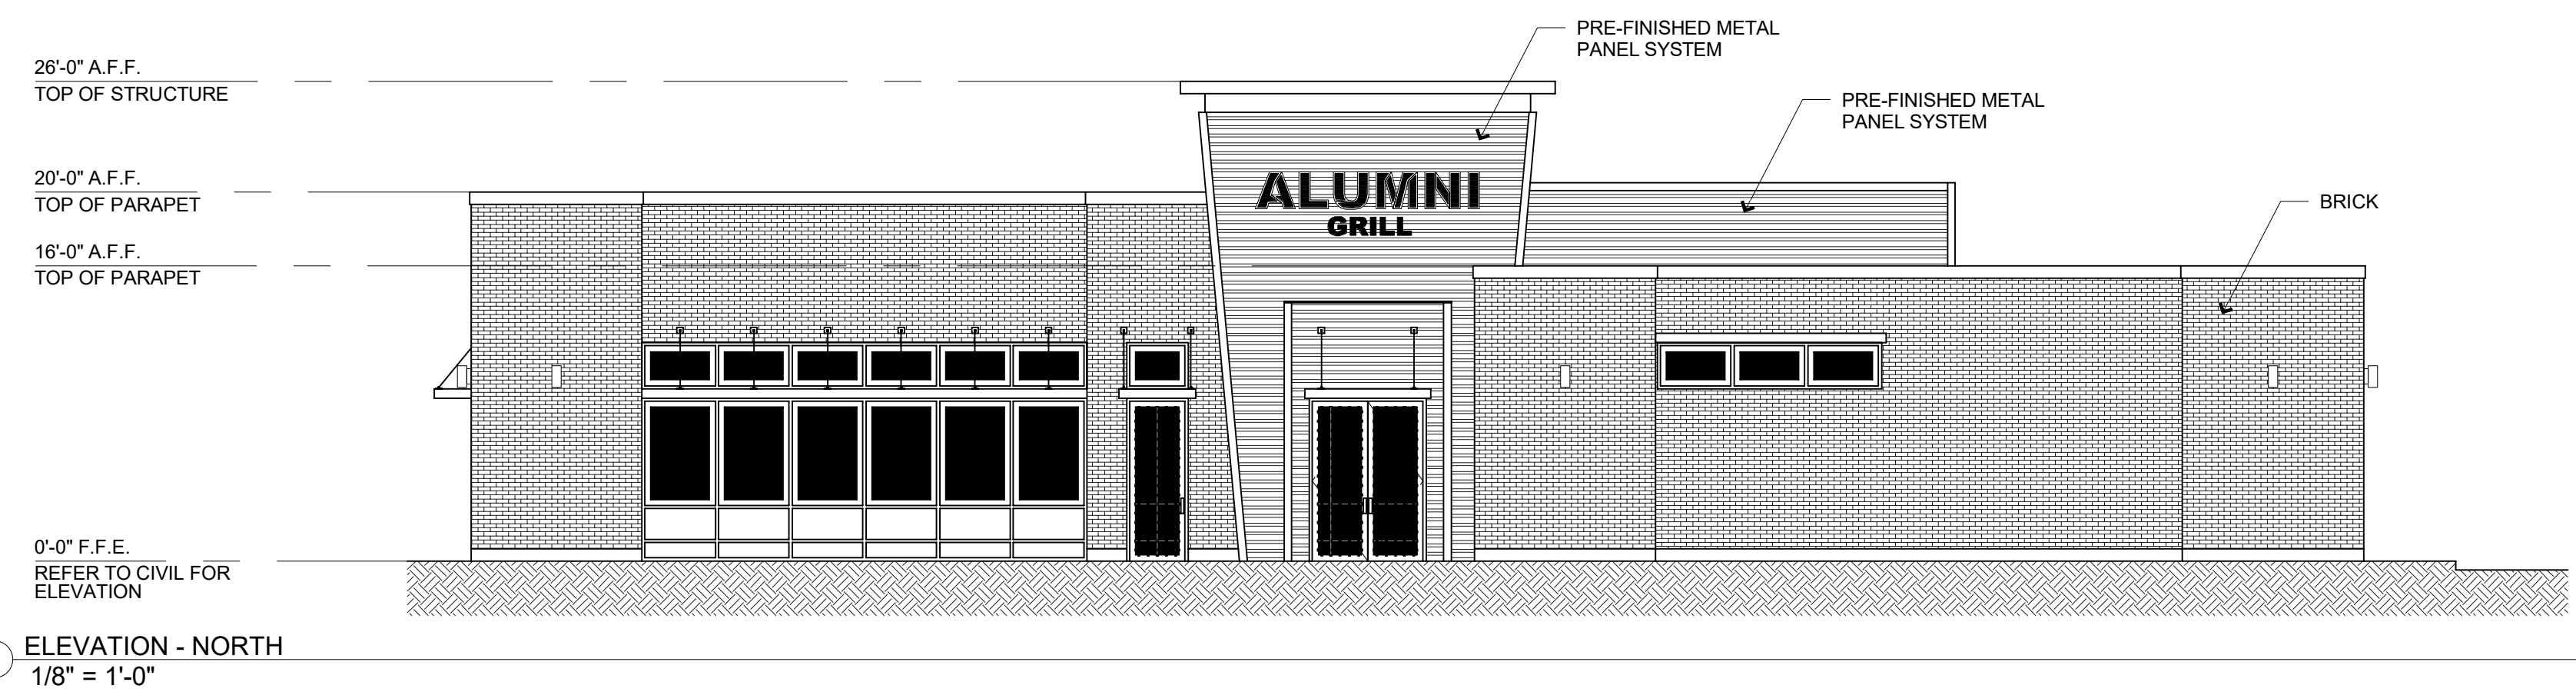 PRE-FINISHED METAL
PANEL SYSTEM
26'-0" A.F.F.
TOP OF STRUCTURE
PRE-FINISHED METAL
PANEL SYSTEM
20'-0" A.F.F.
TOP OF PARAPET
ALUMNI
GRILL
BRICK
16'-0" A.F.F.
TOP OF PARAPET
0'-0" F.F.E.
REFER TO CIVIL FOR
ELEVATION
ELEVATION - NORTH
1/8" = 1'-0"